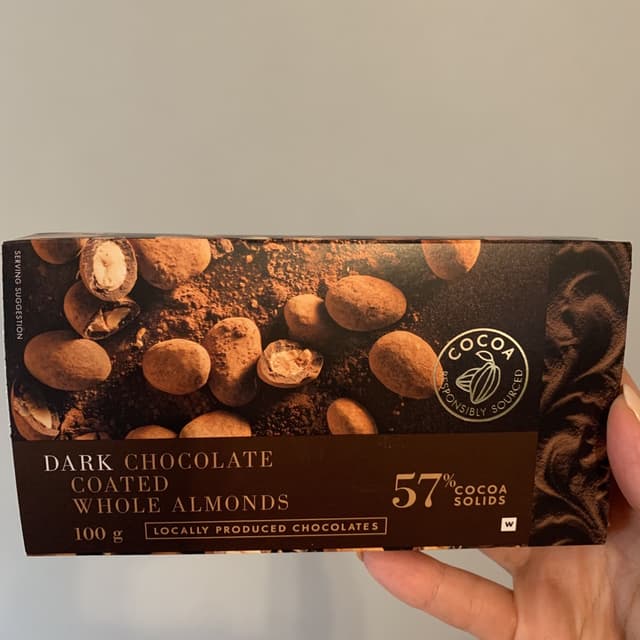 SERVING SUGGESTION
COCOA
RESPONSIBLY SOURCED
DARK CHOCOLATE
COATED
WHOLE ALMONDS
100 g
LOCALLY PRODUCED CHOCOLATES
57%
COCOA
SOLIDS
W